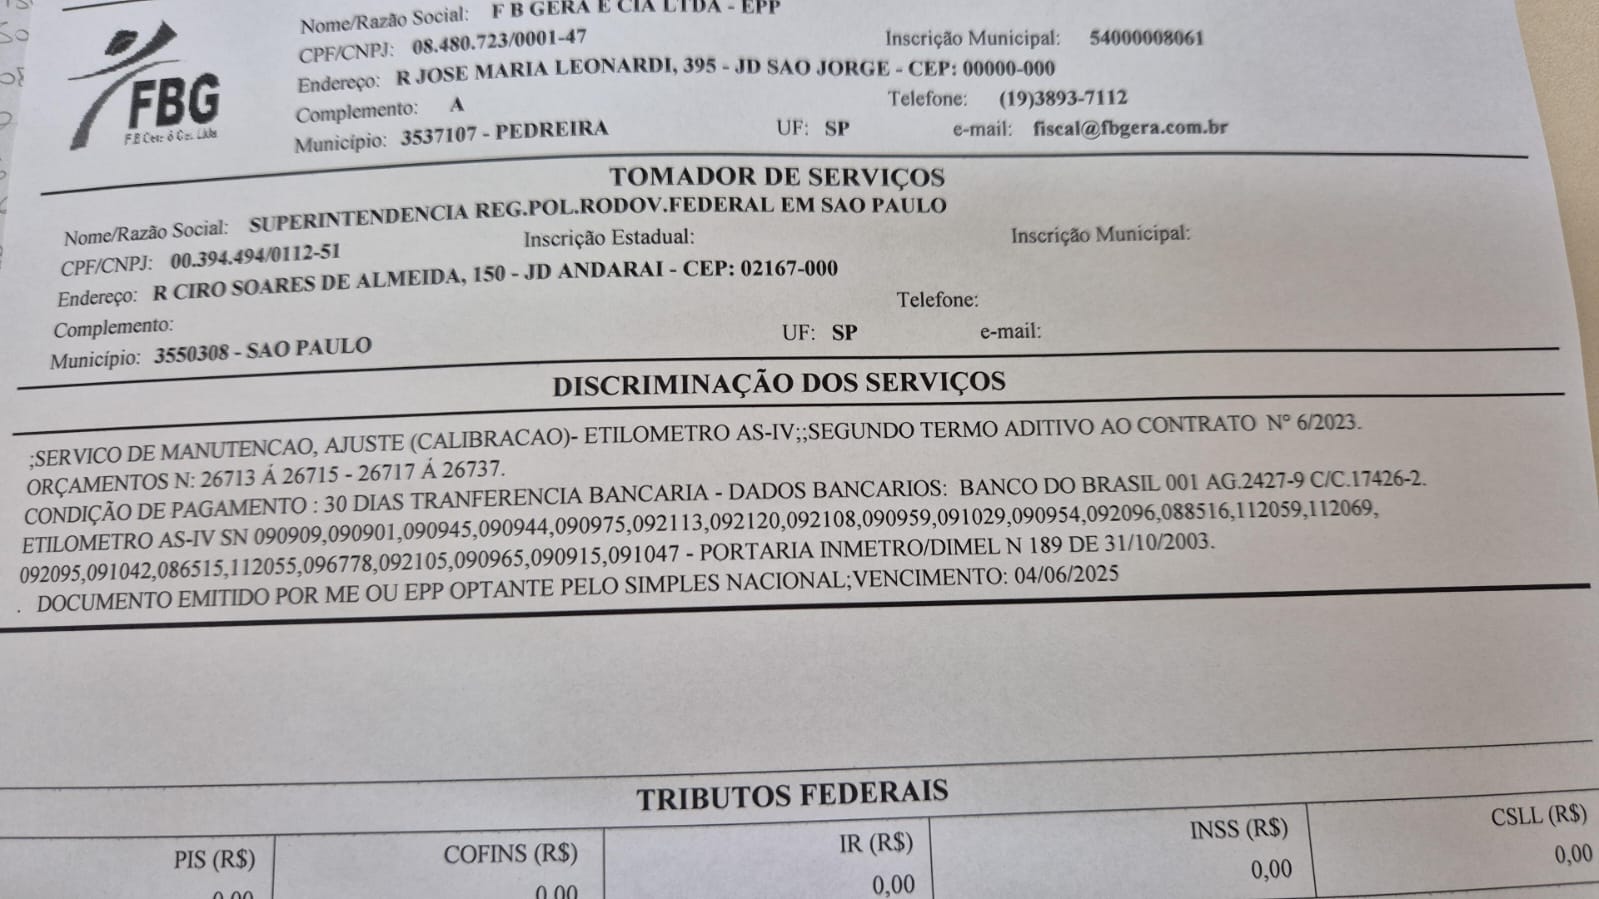 Nome/Razão Social: F B GERA E CIA LTDA - EPP
CPF/CNPJ: 08.480.723/0001-47 Inscrição Municipal: 54000008061
Endereço: R JOSE MARIA LEONARDI, 395 - JD SAO JORGE - CEP: 00000-000
Complemento: A Telefone: (19)3893-7112
Município: 3537107 - PEDREIRA UF: SP e-mail: fiscal@fbgera.com.br
FBG
TOMADOR DE SERVIÇOS
Nome/Razão Social: SUPERINTENDENCIA REG.POL.RODOV.FEDERAL EM SAO PAULO
CPF/CNPJ: 00.394.494/0112-51 Inscrição Estadual: Inscrição Municipal:
Endereço: R CIRO SOARES DE ALMEIDA, 150 - JD ANDARAI - CEP: 02167-000
Complemento: Telefone:
Município: 3550308 - SAO PAULO UF: SP e-mail:
DISCRIMINAÇÃO DOS SERVIÇOS
;SERVICO DE MANUTENCAO, AJUSTE (CALIBRACAO)- ETILOMETRO AS-IV;;SEGUNDO TERMO ADITIVO AO CONTRATO N° 6/2023.
ORÇAMENTOS N: 26713 Á 26715 - 26717 Á 26737.
CONDIÇÃO DE PAGAMENTO : 30 DIAS TRANFERENCIA BANCARIA - DADOS BANCARIOS: BANCO DO BRASIL 001 AG.2427-9 C/C.17426-2.
ETILOMETRO AS-IV SN 090909,090901,090945,090944,090975,092113,092120,092108,090959,091029,090954,092096,088516,112059,112069,
092095,091042,086515,112055,096778,092105,090965,090915,091047 - PORTARIA INMETRO/DIMEL N 189 DE 31/10/2003.
. DOCUMENTO EMITIDO POR ME OU EPP OPTANTE PELO SIMPLES NACIONAL;VENCIMENTO: 04/06/2025
TRIBUTOS FEDERAIS
PIS (R$) COFINS (R$) IR (R$) INSS (R$) CSLL (R$)
0,00 0,00 0,00 0,00 0,00